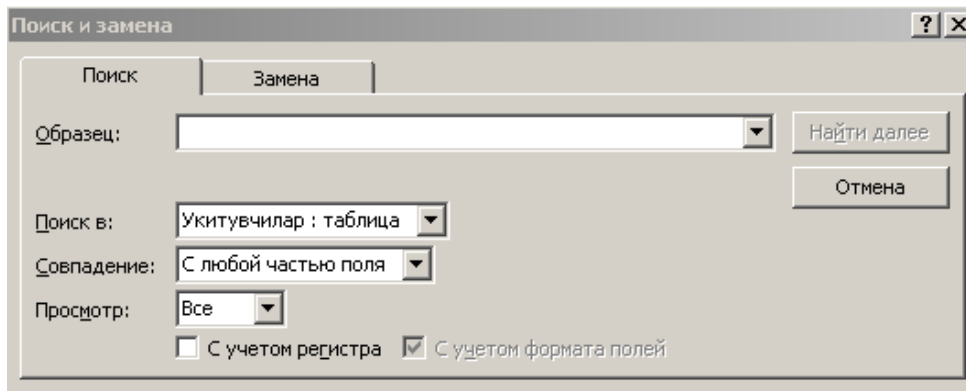 Поиск и замена
Поиск Замена
Образец: Найти далее
Отмена
Поиск в: Укитувчилар : таблица
Совпадение: С любой частью поля
Просмотр: Все
С учетом регистра С учетом формата полей